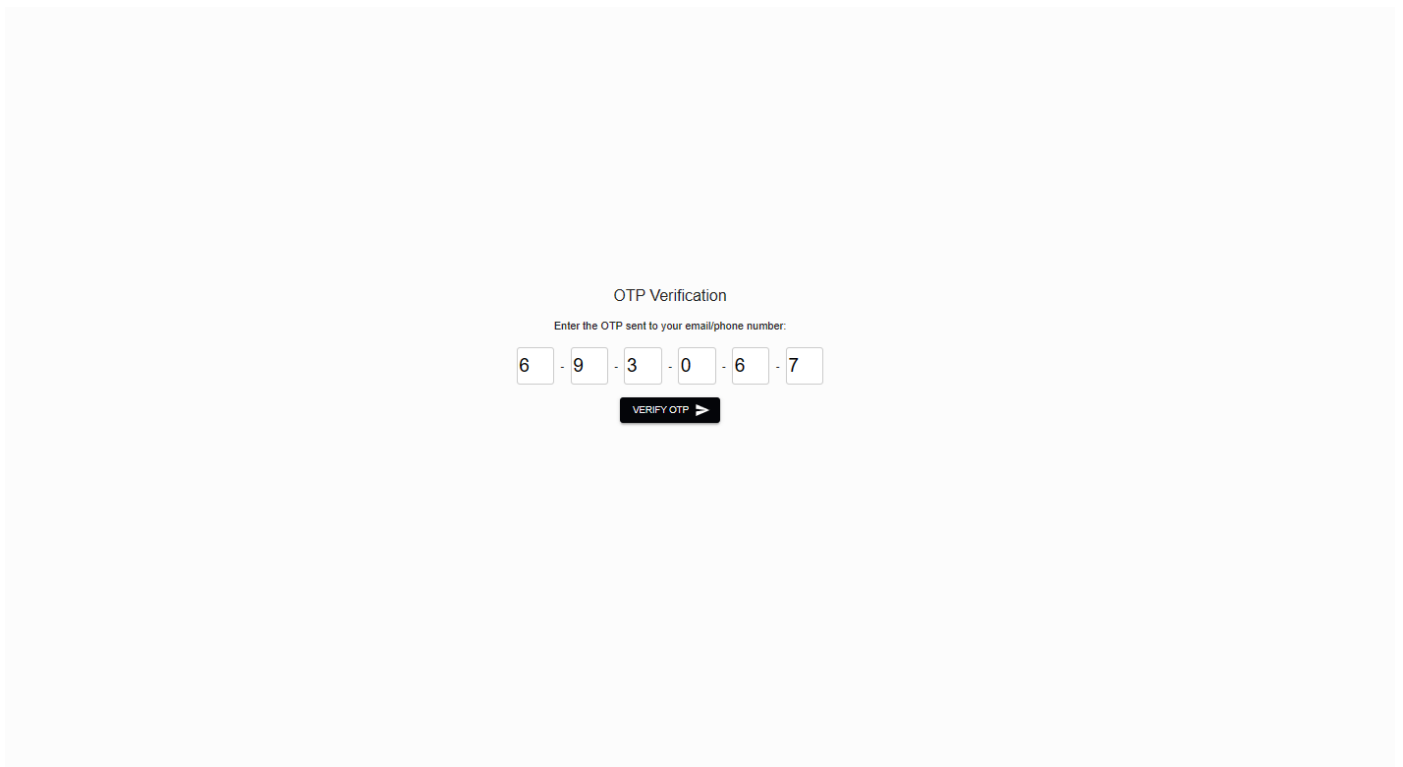 OTP Verification
Enter the OTP sent to your email/phone number:
6 - 9 - 3 - 0 - 6 - 7
VERIFY OTP